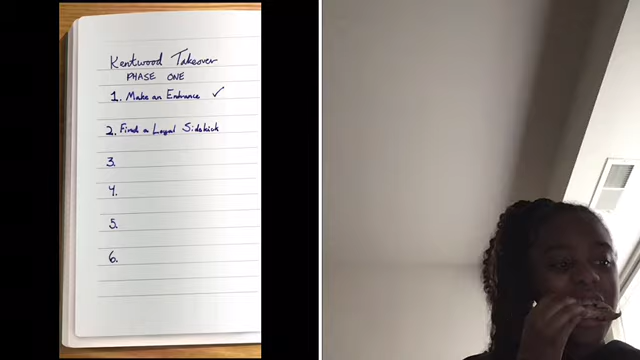 Kentwood Takeover
PHASE ONE
1. Make an Entrance ✓
2. Find a Loyal Sidekick
3.
4.
5.
6.